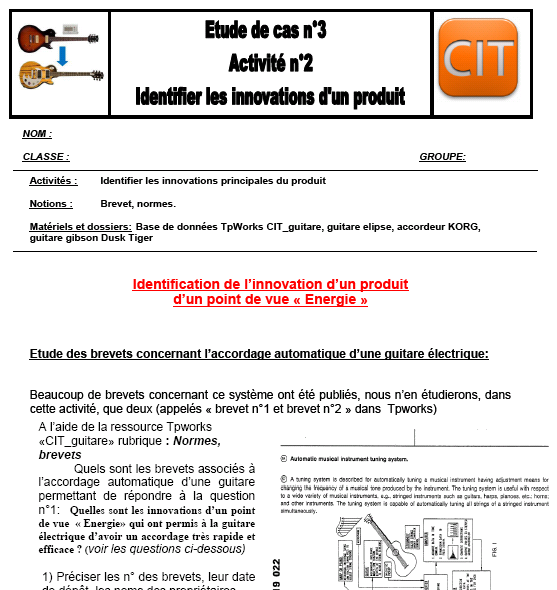 Etude de cas n°3
Activité n°2
Identifier les innovations d'un produit
CIT
NOM :
CLASSE :
GROUPE:
Activités : Identifier les innovations principales du produit
Notions : Brevet, normes.
Matériels et dossiers: Base de données TpWorks CIT_guitare, guitare elipse, accordeur KORG,
guitare gibson Dusk Tiger
Identification de l'innovation d'un produit
d'un point de vue « Energie »
Etude des brevets concernant l'accordage automatique d'une guitare électrique:
Beaucoup de brevets concernant ce système ont été publiés, nous n'en étudierons, dans
cette activité, que deux (appelés « brevet n°1 et brevet n°2 » dans Tpworks)
A l'aide de la ressource Tpworks
«CIT_guitare» rubrique : Normes,
brevets
Quels sont les brevets associés à
l'accordage automatique d'une guitare
permettant de répondre à la question
n°1: Quelles sont les innovations d'un point
de vue « Energie» qui ont permis à la guitare
électrique d'avoir un accordage très rapide et
efficace ? (voir les questions ci-dessous)
1) Préciser les n° des brevets, leur date
de dépôt, les noms des propriétaires
Automatic musical instrument tuning system.
A tuning system is described for automatically tuning a musical instrument having adjustment means for
changing the frequency of a musical tone produced by the instrument. The tuning system is useful with respect
to a wide variety of musical instruments, e.g., stringed instruments such as guitars, harps, pianoes, etc.; horns;
and other instruments. The tuning system is capable of automatically tuning all strings of a stringed instrument
simultaneously.
FIG. 1
19 022